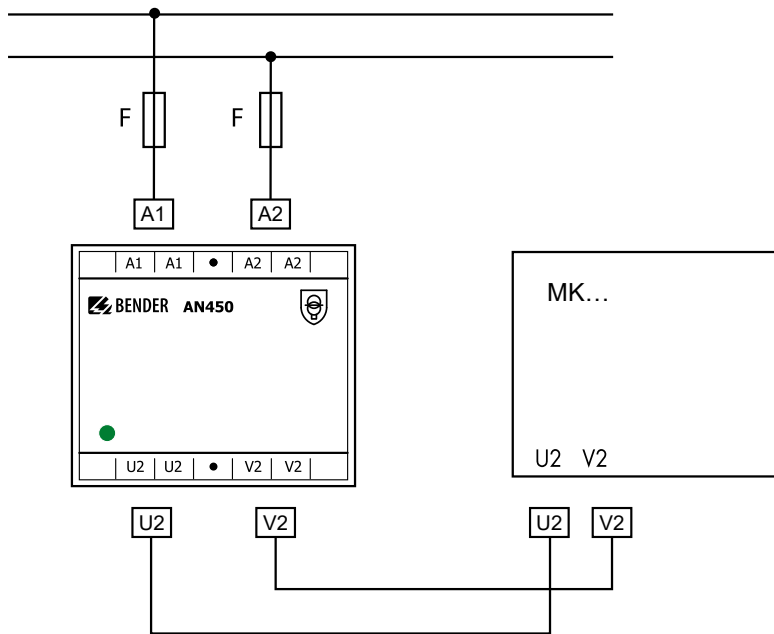 F F
A1 A2
A1 A1 A2 A2
BENDER AN450
MK...
U2 U2 V2 V2
U2 V2
U2 V2 U2 V2